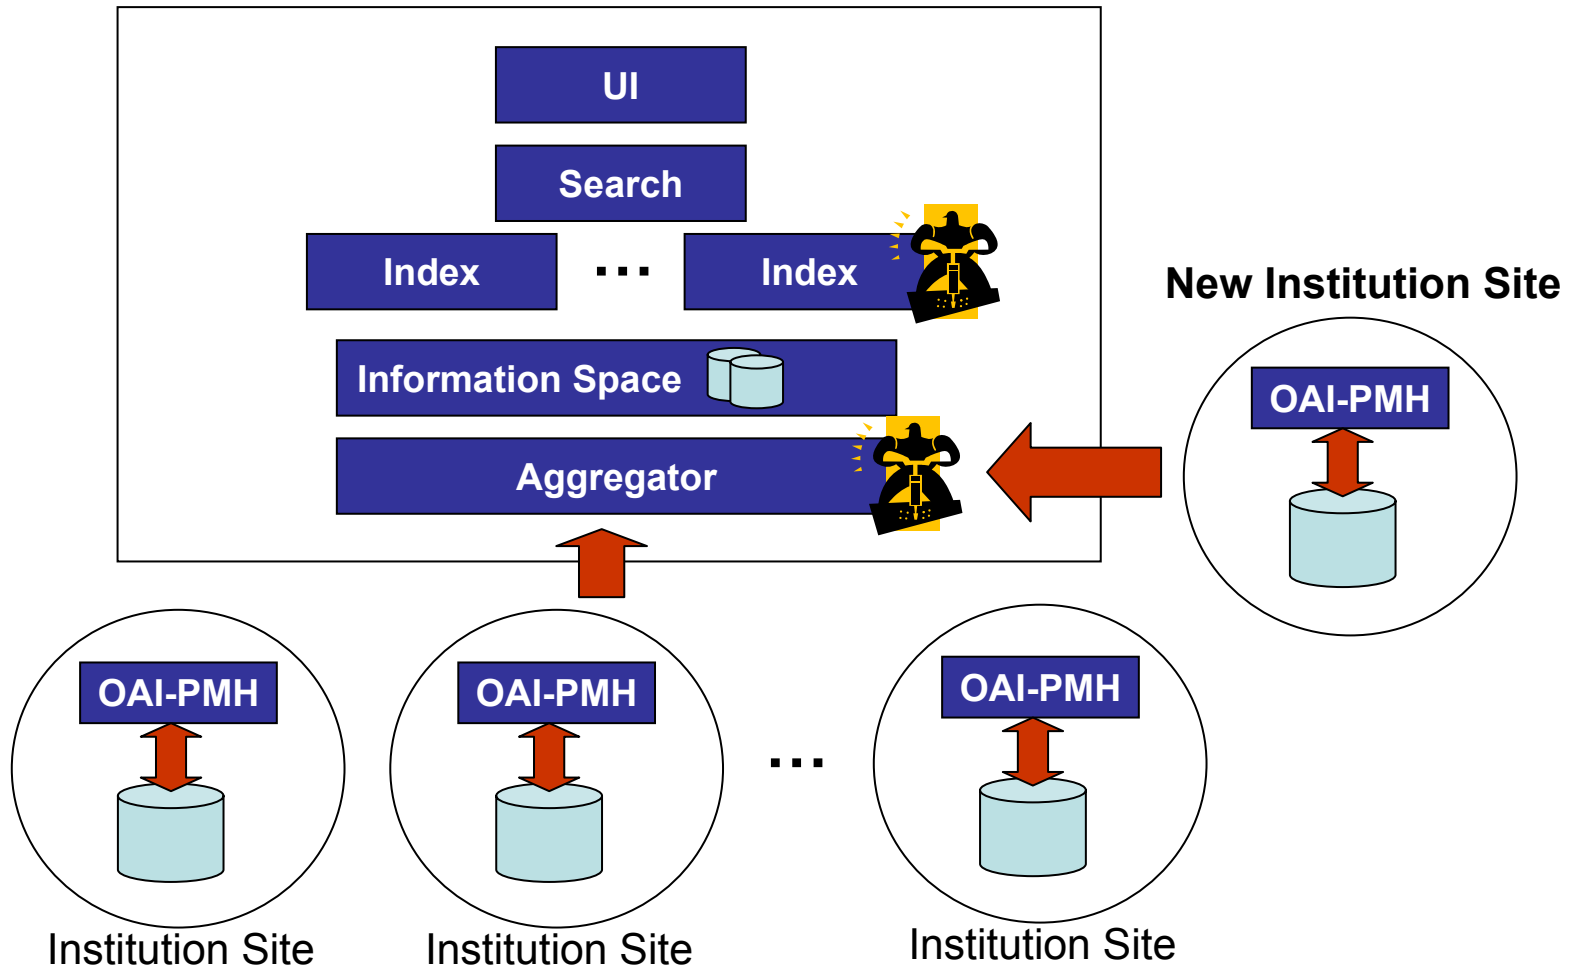 UI
Search
Index ... Index
New Institution Site
Information Space
OAI-PMH
Aggregator
OAI-PMH
OAI-PMH
...
OAI-PMH
Institution Site
Institution Site
Institution Site